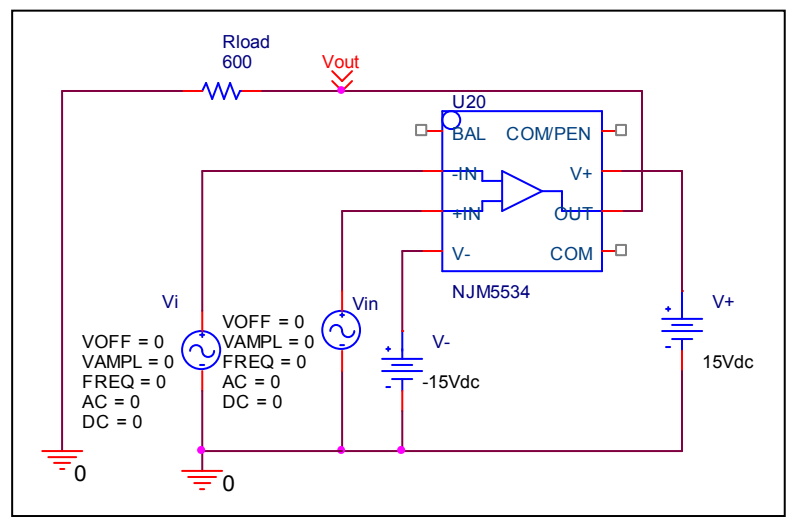 Rload
600
Vout
U20
BAL
COM/PEN
-IN
V+
+IN
OUT
V-
COM
NJM5534
Vi
VOFF = 0
VAMPL = 0
FREQ = 0
AC = 0
DC = 0
Vin
VOFF = 0
VAMPL = 0
FREQ = 0
AC = 0
DC = 0
V-
-15Vdc
V+
15Vdc
0
0